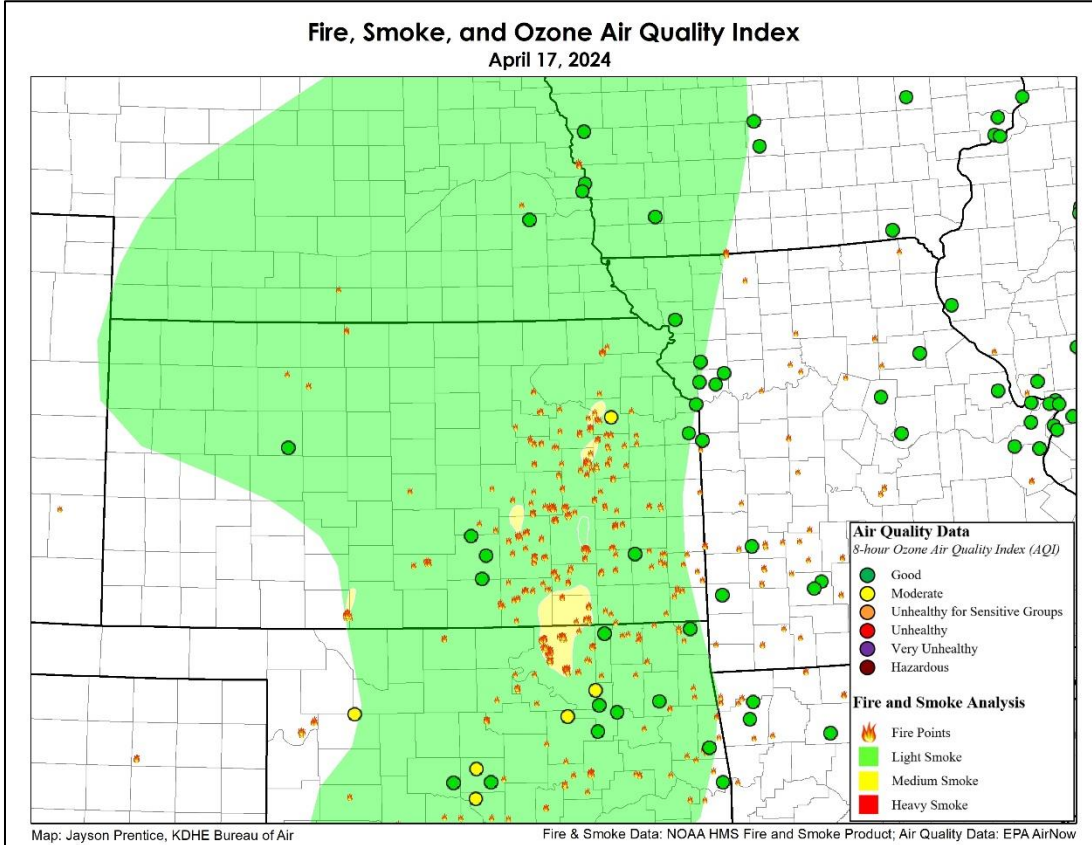 Fire, Smoke, and Ozone Air Quality Index
April 17, 2024
Air Quality Data
8-hour Ozone Air Quality Index (AQI)
Good
Moderate
Unhealthy for Sensitive Groups
Unhealthy
Very Unhealthy
Hazardous
Fire and Smoke Analysis
Fire Points
Light Smoke
Medium Smoke
Heavy Smoke
Map: Jayson Prentice, KDHE Bureau of Air
Fire & Smoke Data: NOAA HMS Fire and Smoke Product; Air Quality Data: EPA AirNow